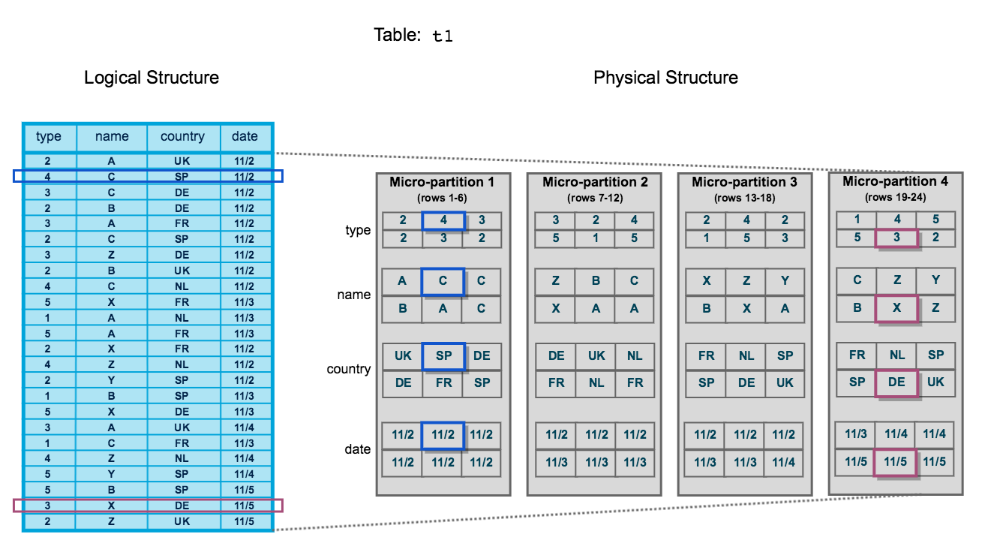 Table: t1
Logical Structure
Physical Structure
type name country date
2 A UK 11/2
4 C SP 11/2
3 C DE 11/2
2 B DE 11/2
3 A FR 11/2
2 C SP 11/2
3 Z DE 11/2
2 B UK 11/2
4 C NL 11/2
5 X FR 11/3
1 A NL 11/3
5 A FR 11/3
2 X FR 11/2
4 Z NL 11/2
2 Y SP 11/2
1 B SP 11/3
5 X DE 11/3
3 A UK 11/4
1 C FR 11/3
4 Z NL 11/4
5 Y SP 11/4
5 B SP 11/5
3 X DE 11/5
2 Z UK 11/5
Micro-partition 1 Micro-partition 2 Micro-partition 3 Micro-partition 4
(rows 1-6) (rows 7-12) (rows 13-18) (rows 19-24)
type
2 4 3 3 2 4 2 4 2 1 4 5
2 3 2 5 1 5 1 5 3 5 3 2
name
A C C Z B C X Z Y C Z Y
B A C X A A B X A B X Z
country
UK SP DE DE UK NL FR NL SP FR NL SP
DE FR SP FR NL FR SP DE UK SP DE UK
date
11/2 11/2 11/2 11/2 11/2 11/2 11/2 11/2 11/2 11/3 11/4 11/4
11/2 11/2 11/2 11/3 11/3 11/3 11/3 11/3 11/4 11/5 11/5 11/5